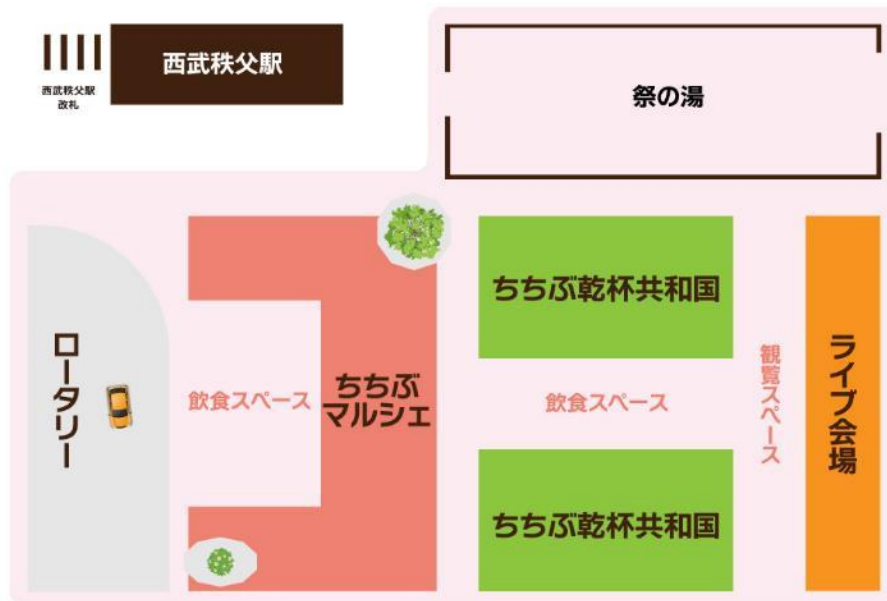 西武秩父駅
改札
西武秩父駅
祭の湯
ロータリー
飲食スペース
ちちぶ
マルシェ
ちちぶ乾杯共和国
飲食スペース
ちちぶ乾杯共和国
観覧スペース
ライブ会場